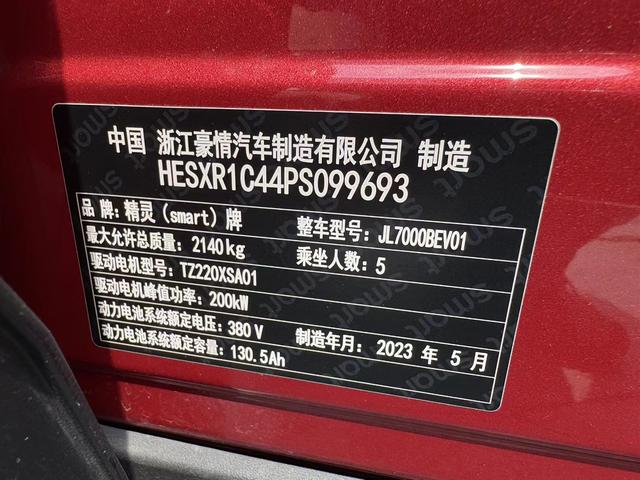 中国 浙江豪情汽车制造有限公司 制造
HESXR1C44PS099693
品 牌：精灵(smart)牌 整车型号：JL7000BEV01
最大允许总质量：2140kg 乘坐人数：5
驱动电机型号：TZ220XSA01
驱动电机峰值功率：200kW
动力电池系统额定电压：380V 制造年月：2023 年 5 月
动力电池系统额定容量：130.5Ah